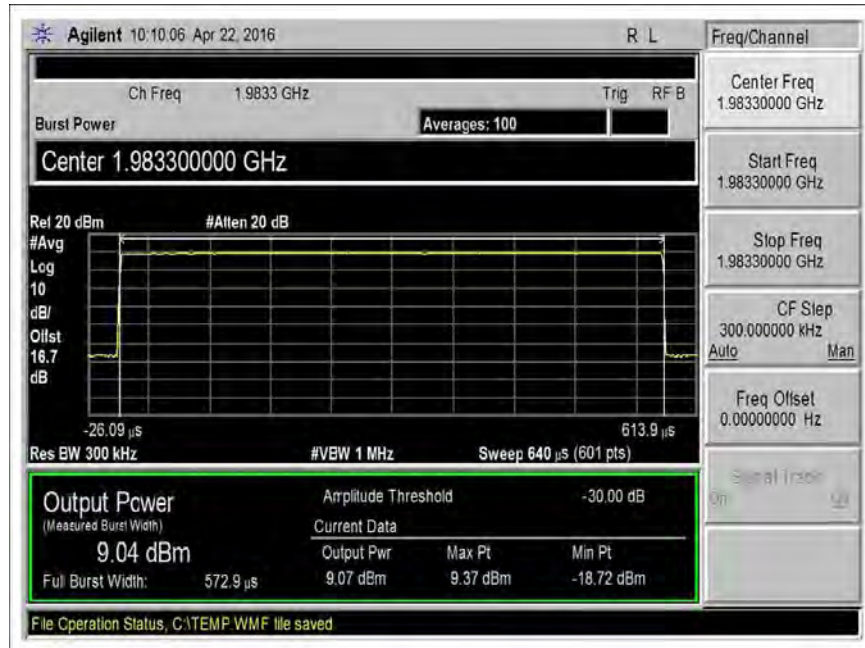 Agilent 10:10:06 Apr 22, 2016 R L Freq/Channel
Ch Freq 1.9833 GHz Trig RF B
Burst Power Averages: 100
Center 1.983300000 GHz
Ref 20 dBm #Atten 20 dB
#Avg
Log
10
dB/
Offst
16.7
dB
-26.09 µs 613.9 µs
Res BW 300 kHz #VBW 1 MHz Sweep 640 µs (601 pts)
Output Power
(Measured Burst Width)
9.04 dBm
Full Burst Width: 572.9 µs
Amplitude Threshold -30.00 dB
Current Data
Output Pwr Max Pt Min Pt
9.07 dBm 9.37 dBm -18.72 dBm
File Operation Status, C:\TEMP.WMF file saved
Center Freq
1.98330000 GHz
Start Freq
1.98330000 GHz
Stop Freq
1.98330000 GHz
CF Step
300.000000 kHz
Auto Man
Freq Offset
0.00000000 Hz
Signal Track
On Off